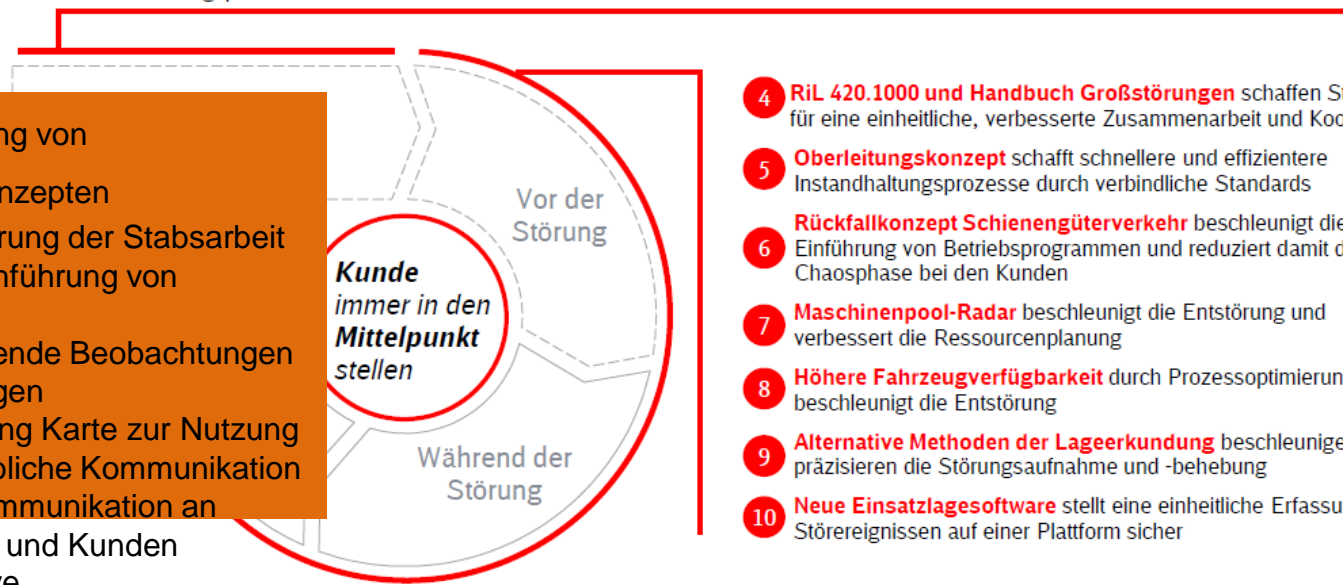 ng von
nzepten
rung der Stabsarbeit
nführung von
ende Beobachtungen
gen
ng Karte zur Nutzung
liche Kommunikation
mmunikation an
und Kunden
Vor der
Störung
Kunde
immer in den
Mittelpunkt
stellen
Während der
Störung
4 RiL 420.1000 und Handbuch Großstörungen schaffen St
für eine einheitliche, verbesserte Zusammenarbeit und Koo
5 Oberleitungskonzept schafft schnellere und effizientere
Instandhaltungsprozesse durch verbindliche Standards
6 Rückfallkonzept Schienengüterverkehr beschleunigt die
Einführung von Betriebsprogrammen und reduziert damit d
Chaosphase bei den Kunden
7 Maschinenpool-Radar beschleunigt die Entstörung und
verbessert die Ressourcenplanung
8 Höhere Fahrzeugverfügbarkeit durch Prozessoptimierun
beschleunigt die Entstörung
9 Alternative Methoden der Lageerkundung beschleunige
präzisieren die Störungsaufnahme und -behebung
10 Neue Einsatzlagesoftware stellt eine einheitliche Erfassu
Störereignissen auf einer Plattform sicher